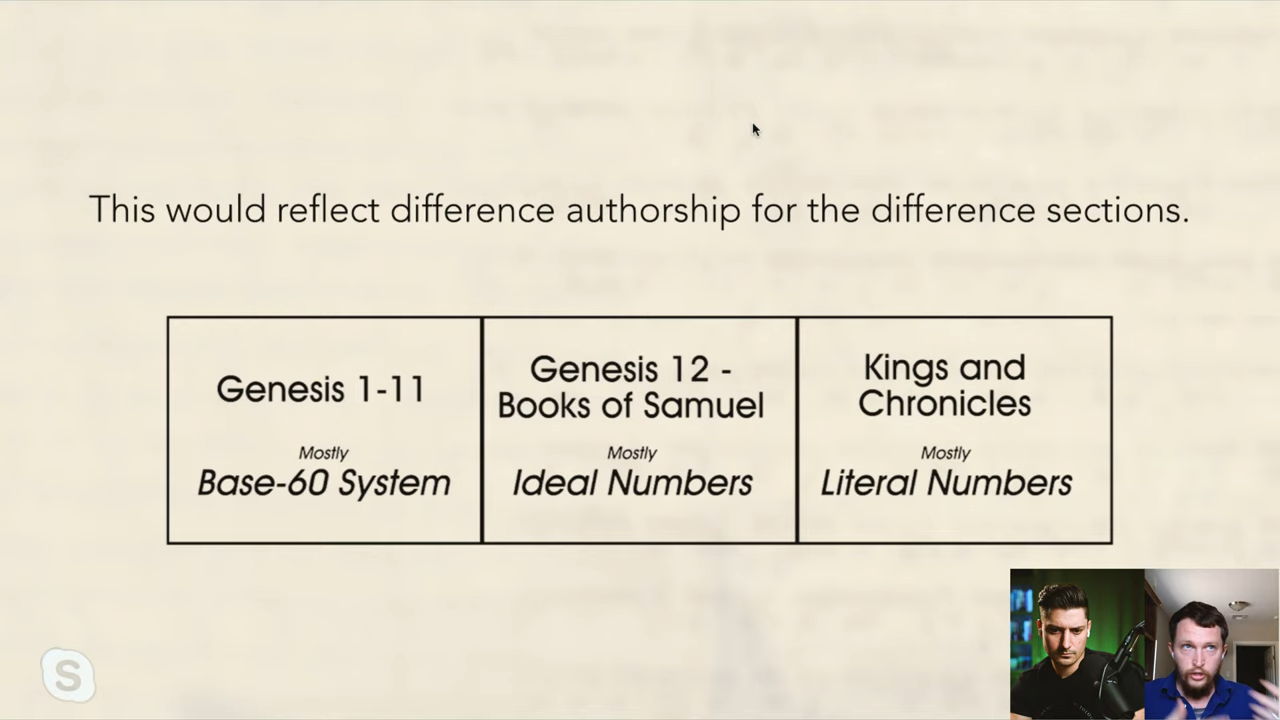 This would reflect difference authorship for the difference sections.
Genesis 1-11
Mostly
Base-60 System
Genesis 12 -
Books of Samuel
Mostly
Ideal Numbers
Kings and
Chronicles
Mostly
Literal Numbers
S